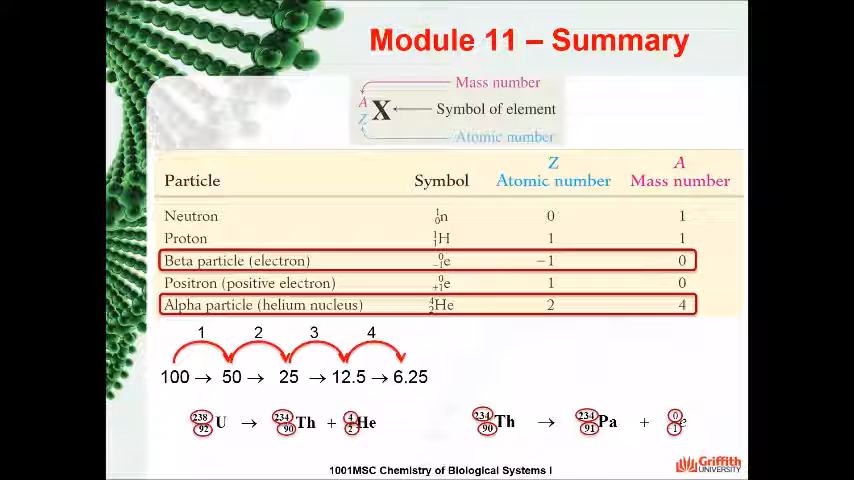 Module 11 – Summary
Mass number
A
X
Symbol of element
Z
Atomic number
Z A
Particle Symbol Atomic number Mass number
Neutron ¹₀n 0 1
Proton ¹₁H 1 1
Beta particle (electron) ⁰₋₁e −1 0
Positron (positive electron) ⁰₊₁e 1 0
Alpha particle (helium nucleus) ⁴₂He 2 4
1 2 3 4
100 → 50 → 25 → 12.5 → 6.25
²³⁸₉₂U → ²³⁴₉₀Th + ⁴₂He ²³⁴₉₀Th → ²³⁴₉₁Pa + ⁰₁e
1001MSC Chemistry of Biological Systems I
Griffith
UNIVERSITY